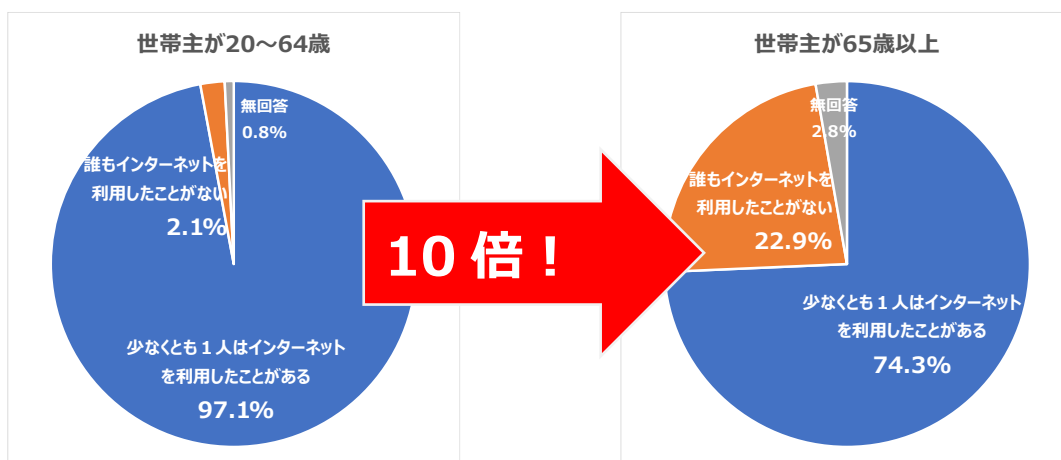 世帯主が20～64歳
無回答
0.8%
誰もインターネットを
利用したことがない
2.1%
少なくとも１人はインターネット
を利用したことがある
97.1%
10 倍！
世帯主が65歳以上
無回答
2.8%
誰もインターネットを
利用したことがない
22.9%
少なくとも１人はインターネット
を利用したことがある
74.3%